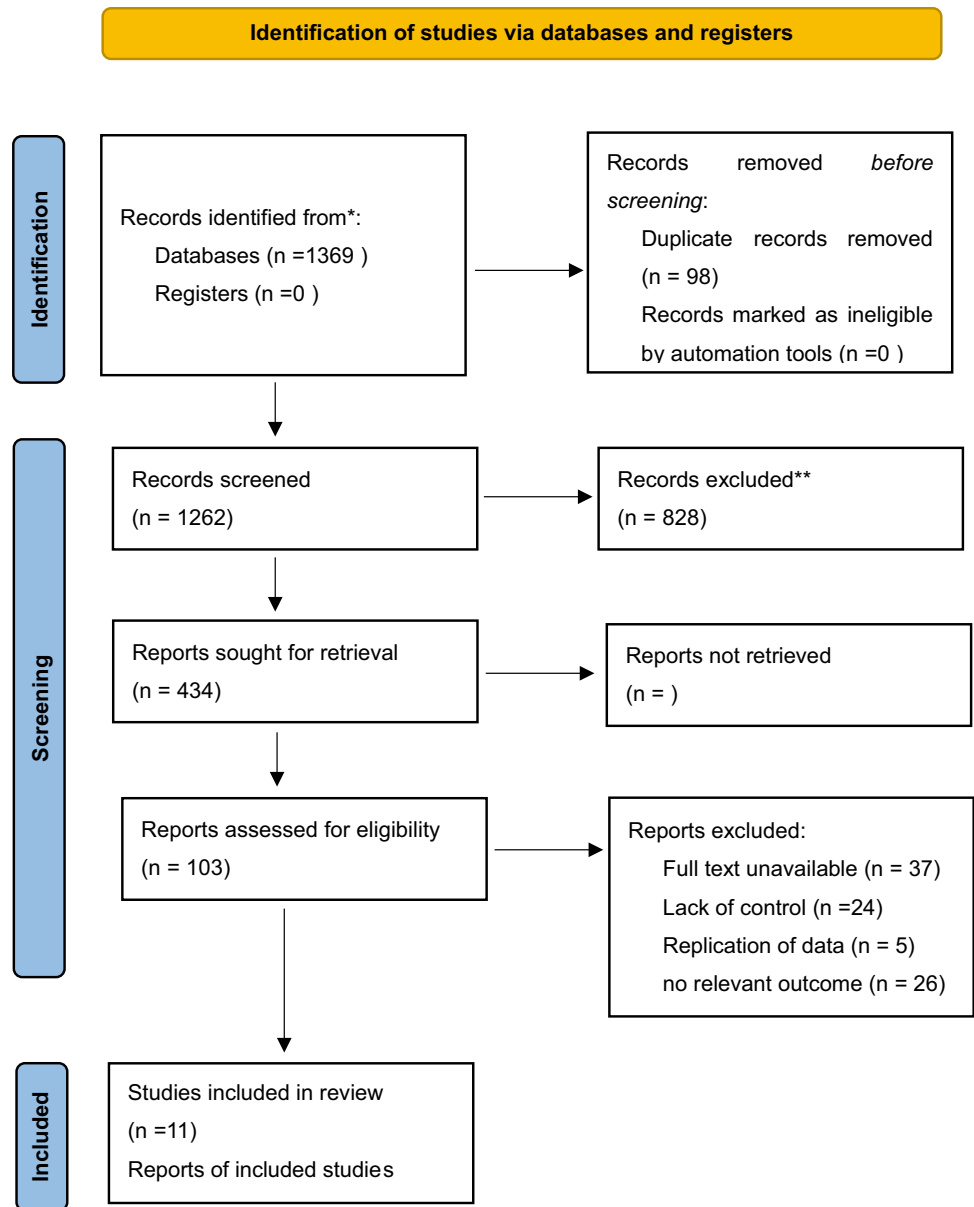 Identification of studies via databases and registers
Identification
Records identified from*:
Databases (n =1369 )
Registers (n =0 )
Records removed before
screening:
Duplicate records removed
(n = 98)
Records marked as ineligible
by automation tools (n =0 )
Screening
Records screened
(n = 1262)
Records excluded**
(n = 828)
Reports sought for retrieval
(n = 434)
Reports not retrieved
(n = )
Reports assessed for eligibility
(n = 103)
Reports excluded:
Full text unavailable (n = 37)
Lack of control (n =24)
Replication of data (n = 5)
no relevant outcome (n = 26)
Included
Studies included in review
(n =11)
Reports of included studies